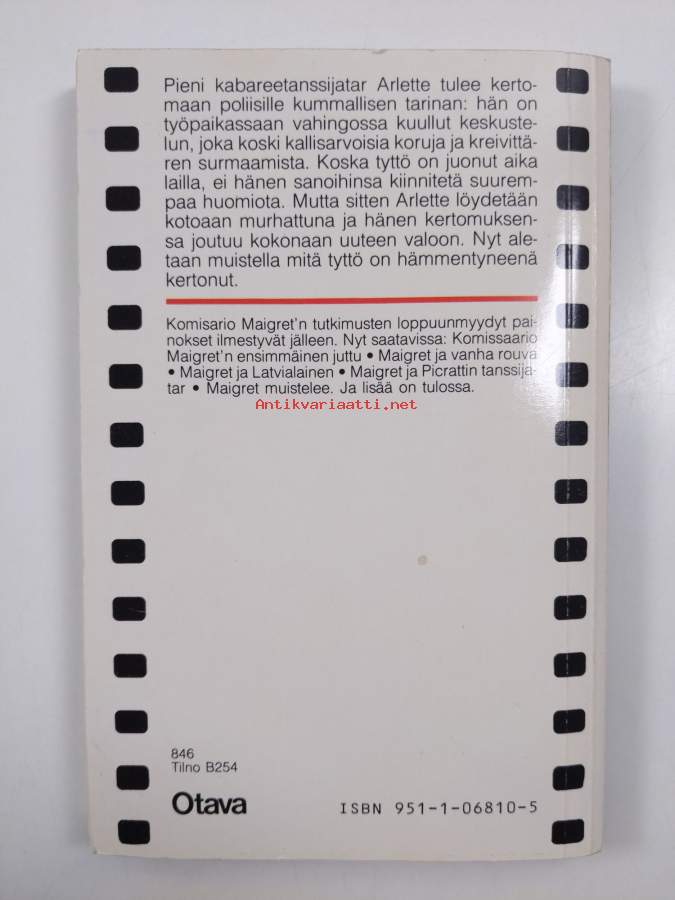 Pieni kabareetanssijatar Arlette tulee kerto-
maan poliisille kummallisen tarinan: hän on
työpaikassaan vahingossa kuullut keskuste-
lun, joka koski kallisarvoisia koruja ja kreivittä-
ren surmaamista. Koska tyttö on juonut aika
lailla, ei hänen sanoihinsa kiinnitetä suurem-
paa huomiota. Mutta sitten Arlette löydetään
kotoaan murhattuna ja hänen kertomuksen-
sa joutuu kokonaan uuteen valoon. Nyt ale-
taan muistella mitä tyttö on hämmentyneenä
kertonut.
Komisario Maigret'n tutkimusten loppuunmyydyt pai-
nokset ilmestyvät jälleen. Nyt saatavissa: Komissaario
Maigret'n ensimmäinen juttu • Maigret ja vanha rouva
• Maigret ja Latvialainen • Maigret ja Picrattin tanssija-
tar • Maigret muistelee. Ja lisää on tulossa.
Antikvariaatti.net
846
Tilno B254
Otava
ISBN 951-1-06810-5